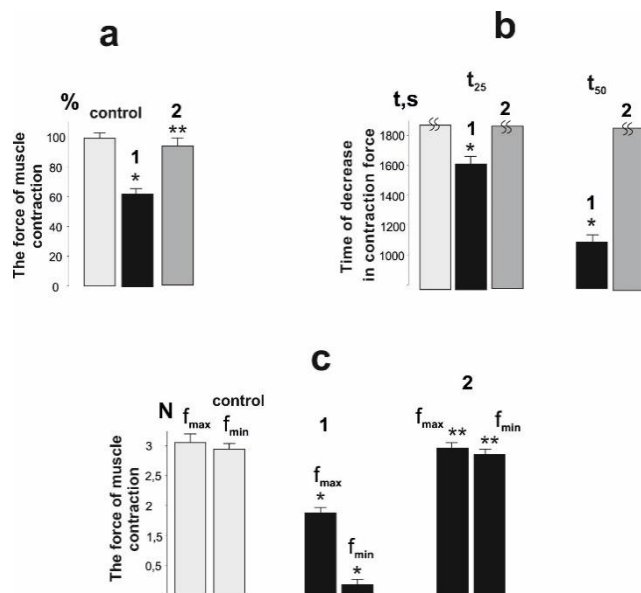 a
%
control
2
**
1
*
The force of muscle
contraction
100
80
60
40
20
0
b
t,s
t25
t50
1
*
2
2
1
*
Time of decrease
in contraction force
1800
1600
1400
1200
1000
c
N
control
fmax
fmin
1
fmax
*
fmin
*
2
fmax
**
fmin
**
The force of muscle
contraction
3
2,5
2
1,5
0,5